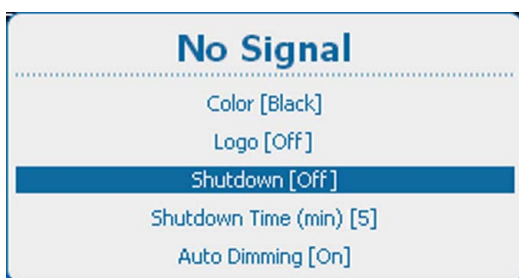 No Signal
Color [Black]
Logo [Off]
Shutdown [Off]
Shutdown Time (min) [5]
Auto Dimming [On]